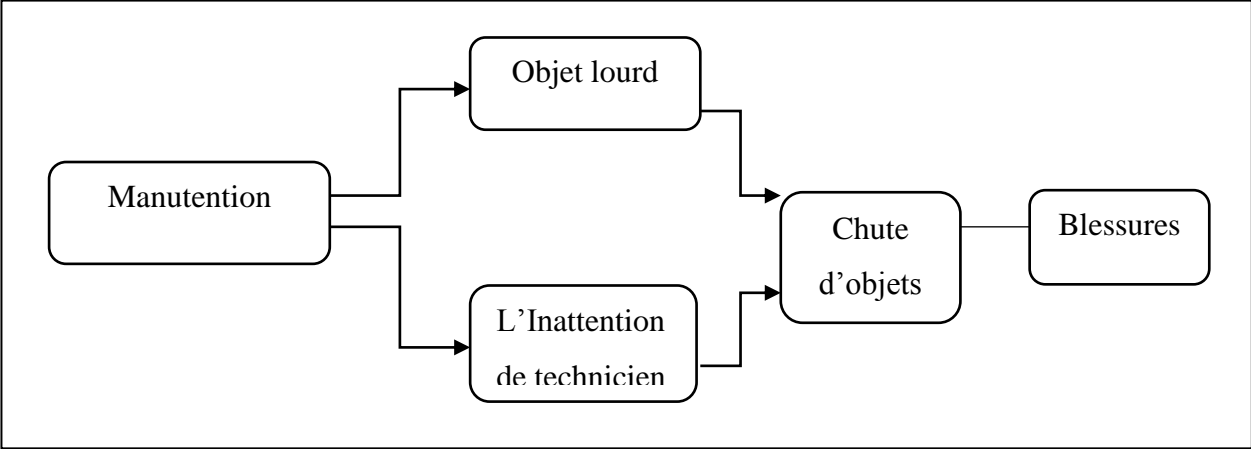 Manutention
Objet lourd
L’Inattention
de technicien
Chute
d’objets
Blessures